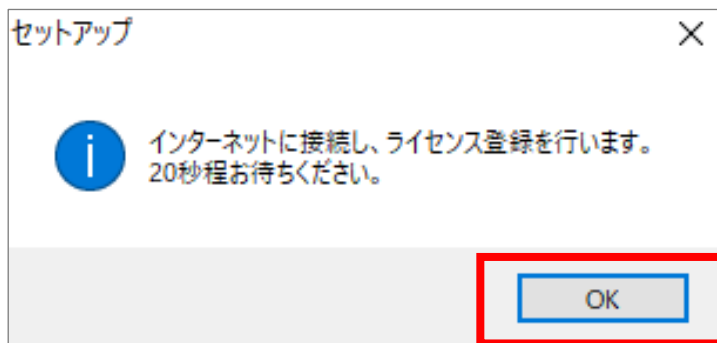 セットアップ
インターネットに接続し、ライセンス登録を行います。
20秒程お待ちください。
OK